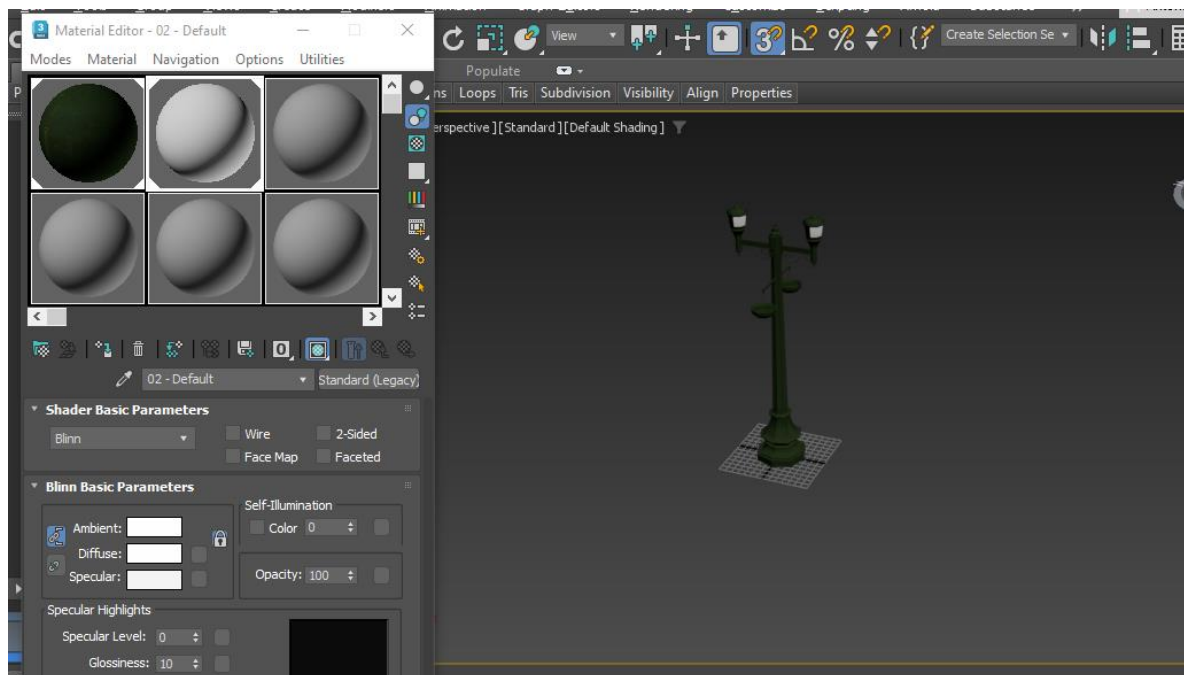 Material Editor - 02 - Default
Modes Material Navigation Options Utilities
View
Create Selection Se
Populate
ns Loops Tris Subdivision Visibility Align Properties
erspective ] [ Standard ] [ Default Shading ]
02 - Default
Standard (Legacy)
Shader Basic Parameters
Blinn
Wire
2-Sided
Face Map
Faceted
Blinn Basic Parameters
Self-Illumination
Ambient:
Color 0
Diffuse:
Specular:
Opacity: 100
Specular Highlights
Specular Level: 0
Glossiness: 10